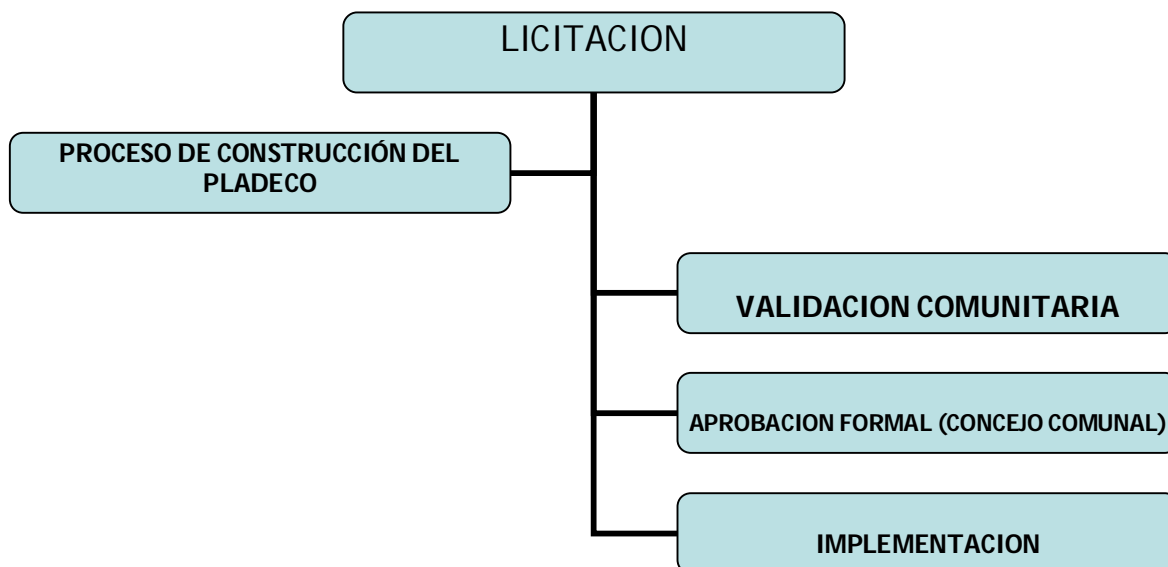 LICITACION
PROCESO DE CONSTRUCCIÓN DEL
PLADECO
VALIDACION COMUNITARIA
APROBACION FORMAL (CONCEJO COMUNAL)
IMPLEMENTACION